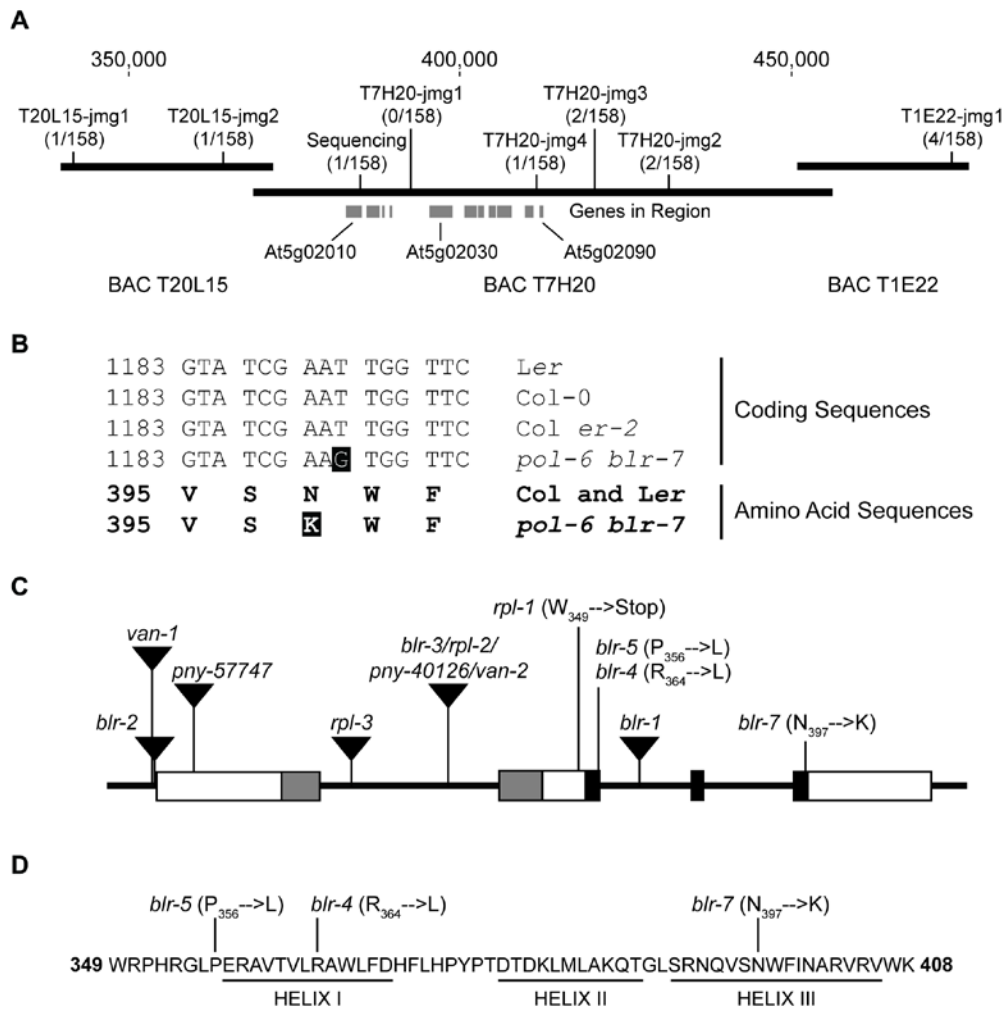 A
350,000 400,000 450,000
T7H20-jmg1 T7H20-jmg3
T20L15-jmg1 T20L15-jmg2 (0/158) (2/158) T1E22-jmg1
(1/158) (1/158) Sequencing T7H20-jmg4 T7H20-jmg2 (4/158)
(1/158) (1/158) (2/158)
Genes in Region
At5g02010 At5g02030 At5g02090
BAC T20L15 BAC T7H20 BAC T1E22
B
1183 GTA TCG AAT TGG TTC Ler
1183 GTA TCG AAT TGG TTC Col-0
1183 GTA TCG AAT TGG TTC Col er-2
1183 GTA TCG AAG TGG TTC pol-6 blr-7
Coding Sequences
395 V S N W F Col and Ler
395 V S K W F pol-6 blr-7
Amino Acid Sequences
C
rpl-1 (W349-->Stop)
van-1 blr-3/rpl-2/ blr-5 (P356-->L)
pny-57747 pny-40126/van-2 blr-4 (R364-->L)
blr-2 rpl-3 blr-1 blr-7 (N397-->K)
D
blr-5 (P356-->L) blr-4 (R364-->L) blr-7 (N397-->K)
349 WRPHRGLPERAVTVLRAWLFDHFLHPYPTDTDKLMLAKQTGLSRNQVSNWFINARVRVWK 408
HELIX I HELIX II HELIX III